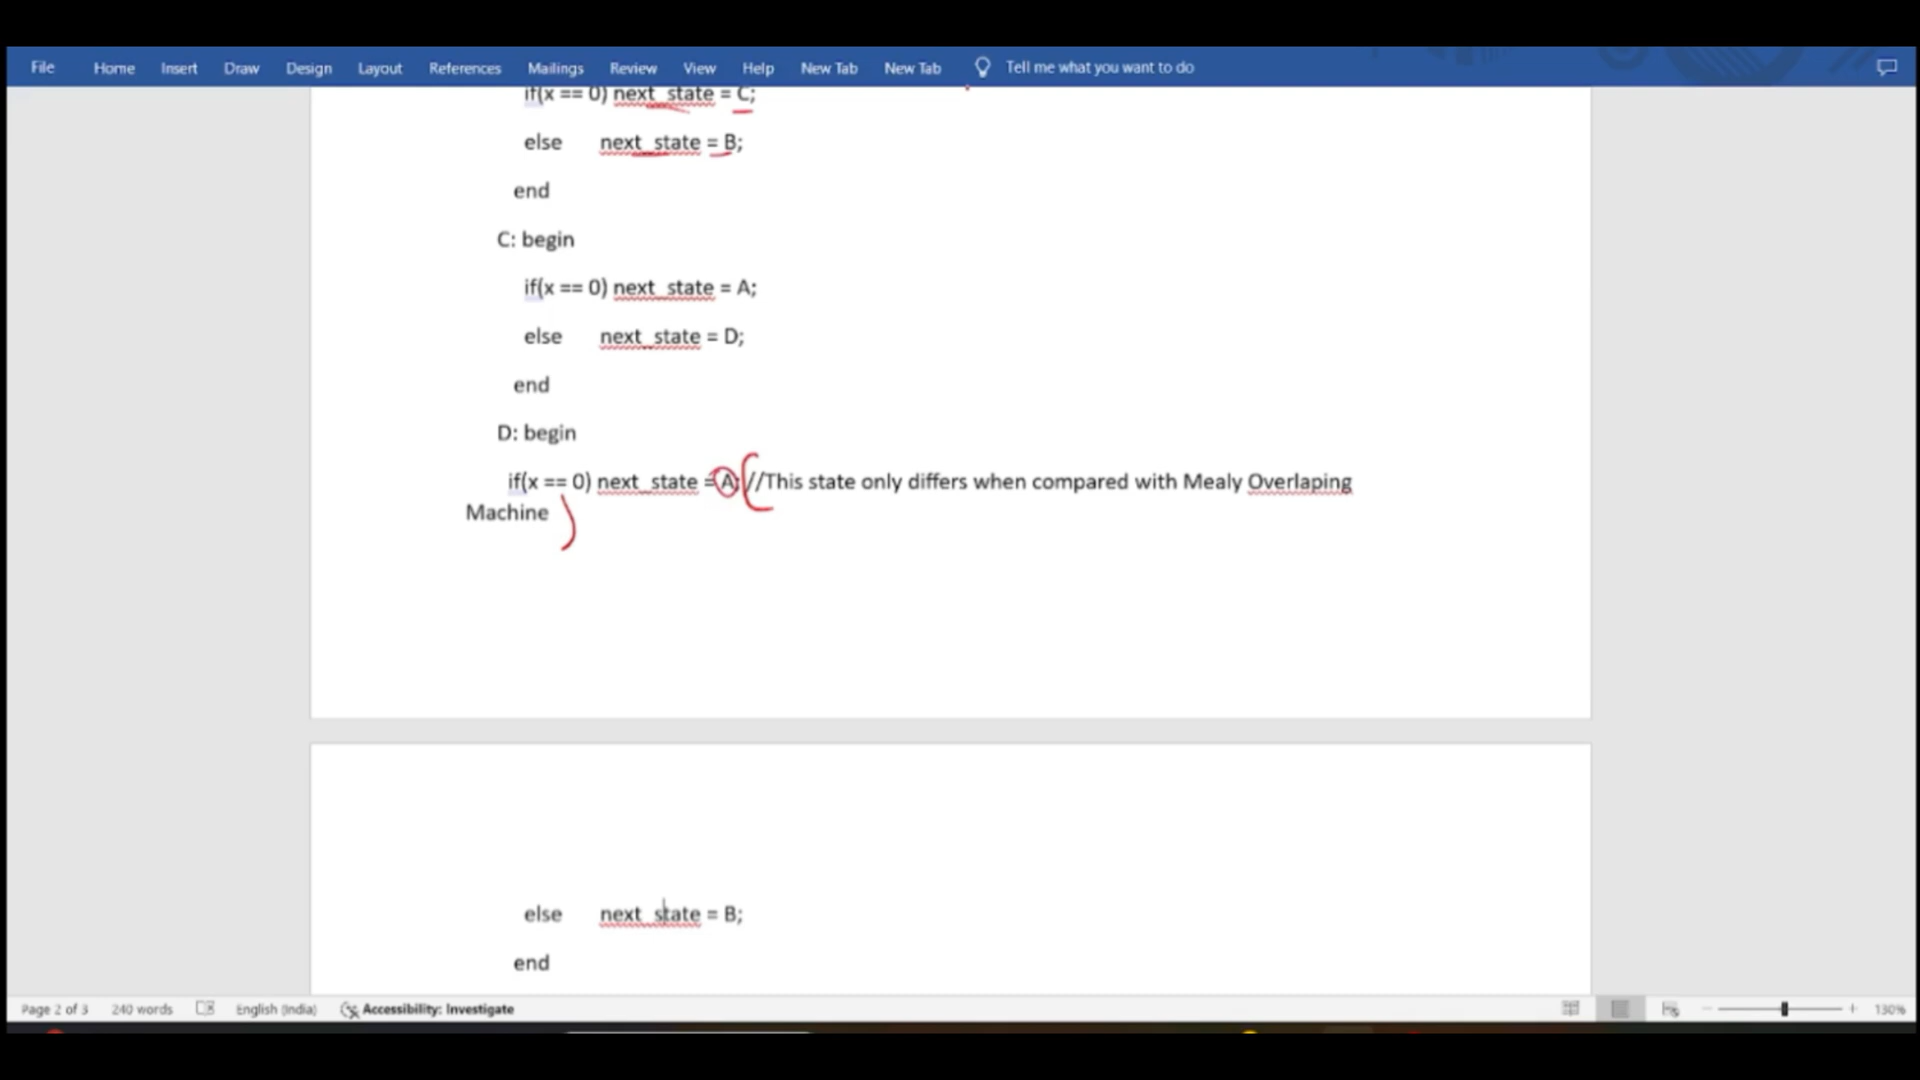 File Home Insert Draw Design Layout References Mailings Review View Help New Tab New Tab Tell me what you want to do
if(x == 0) next_state = C;
else next_state = B;
end
C: begin
if(x == 0) next_state = A;
else next_state = D;
end
D: begin
if(x == 0) next_state = A; //This state only differs when compared with Mealy Overlaping
Machine
else next_state = B;
end
Page 2 of 3 240 words English (India) Accessibility: Investigate 130%